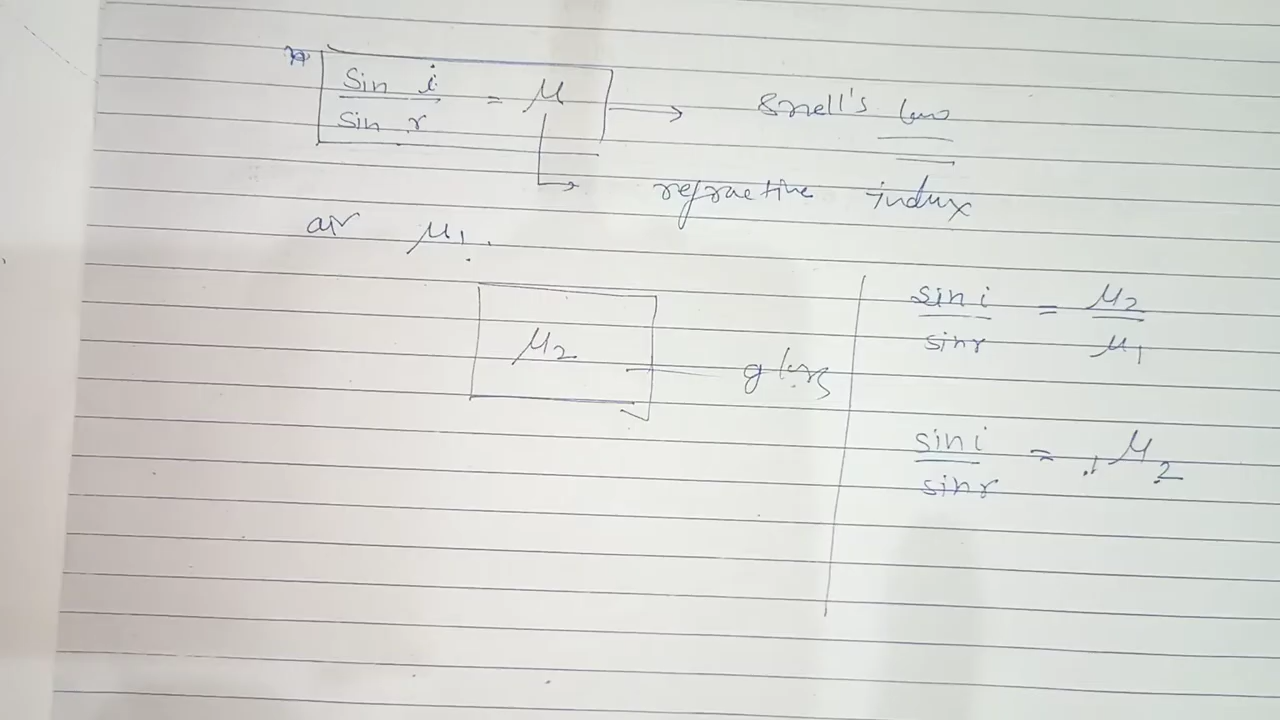 sin i / sin r = μ → Snell's law
refractive index
air μ1
μ2 glass
sin i / sin r = μ2 / μ1
sin i / sin r = 1μ2